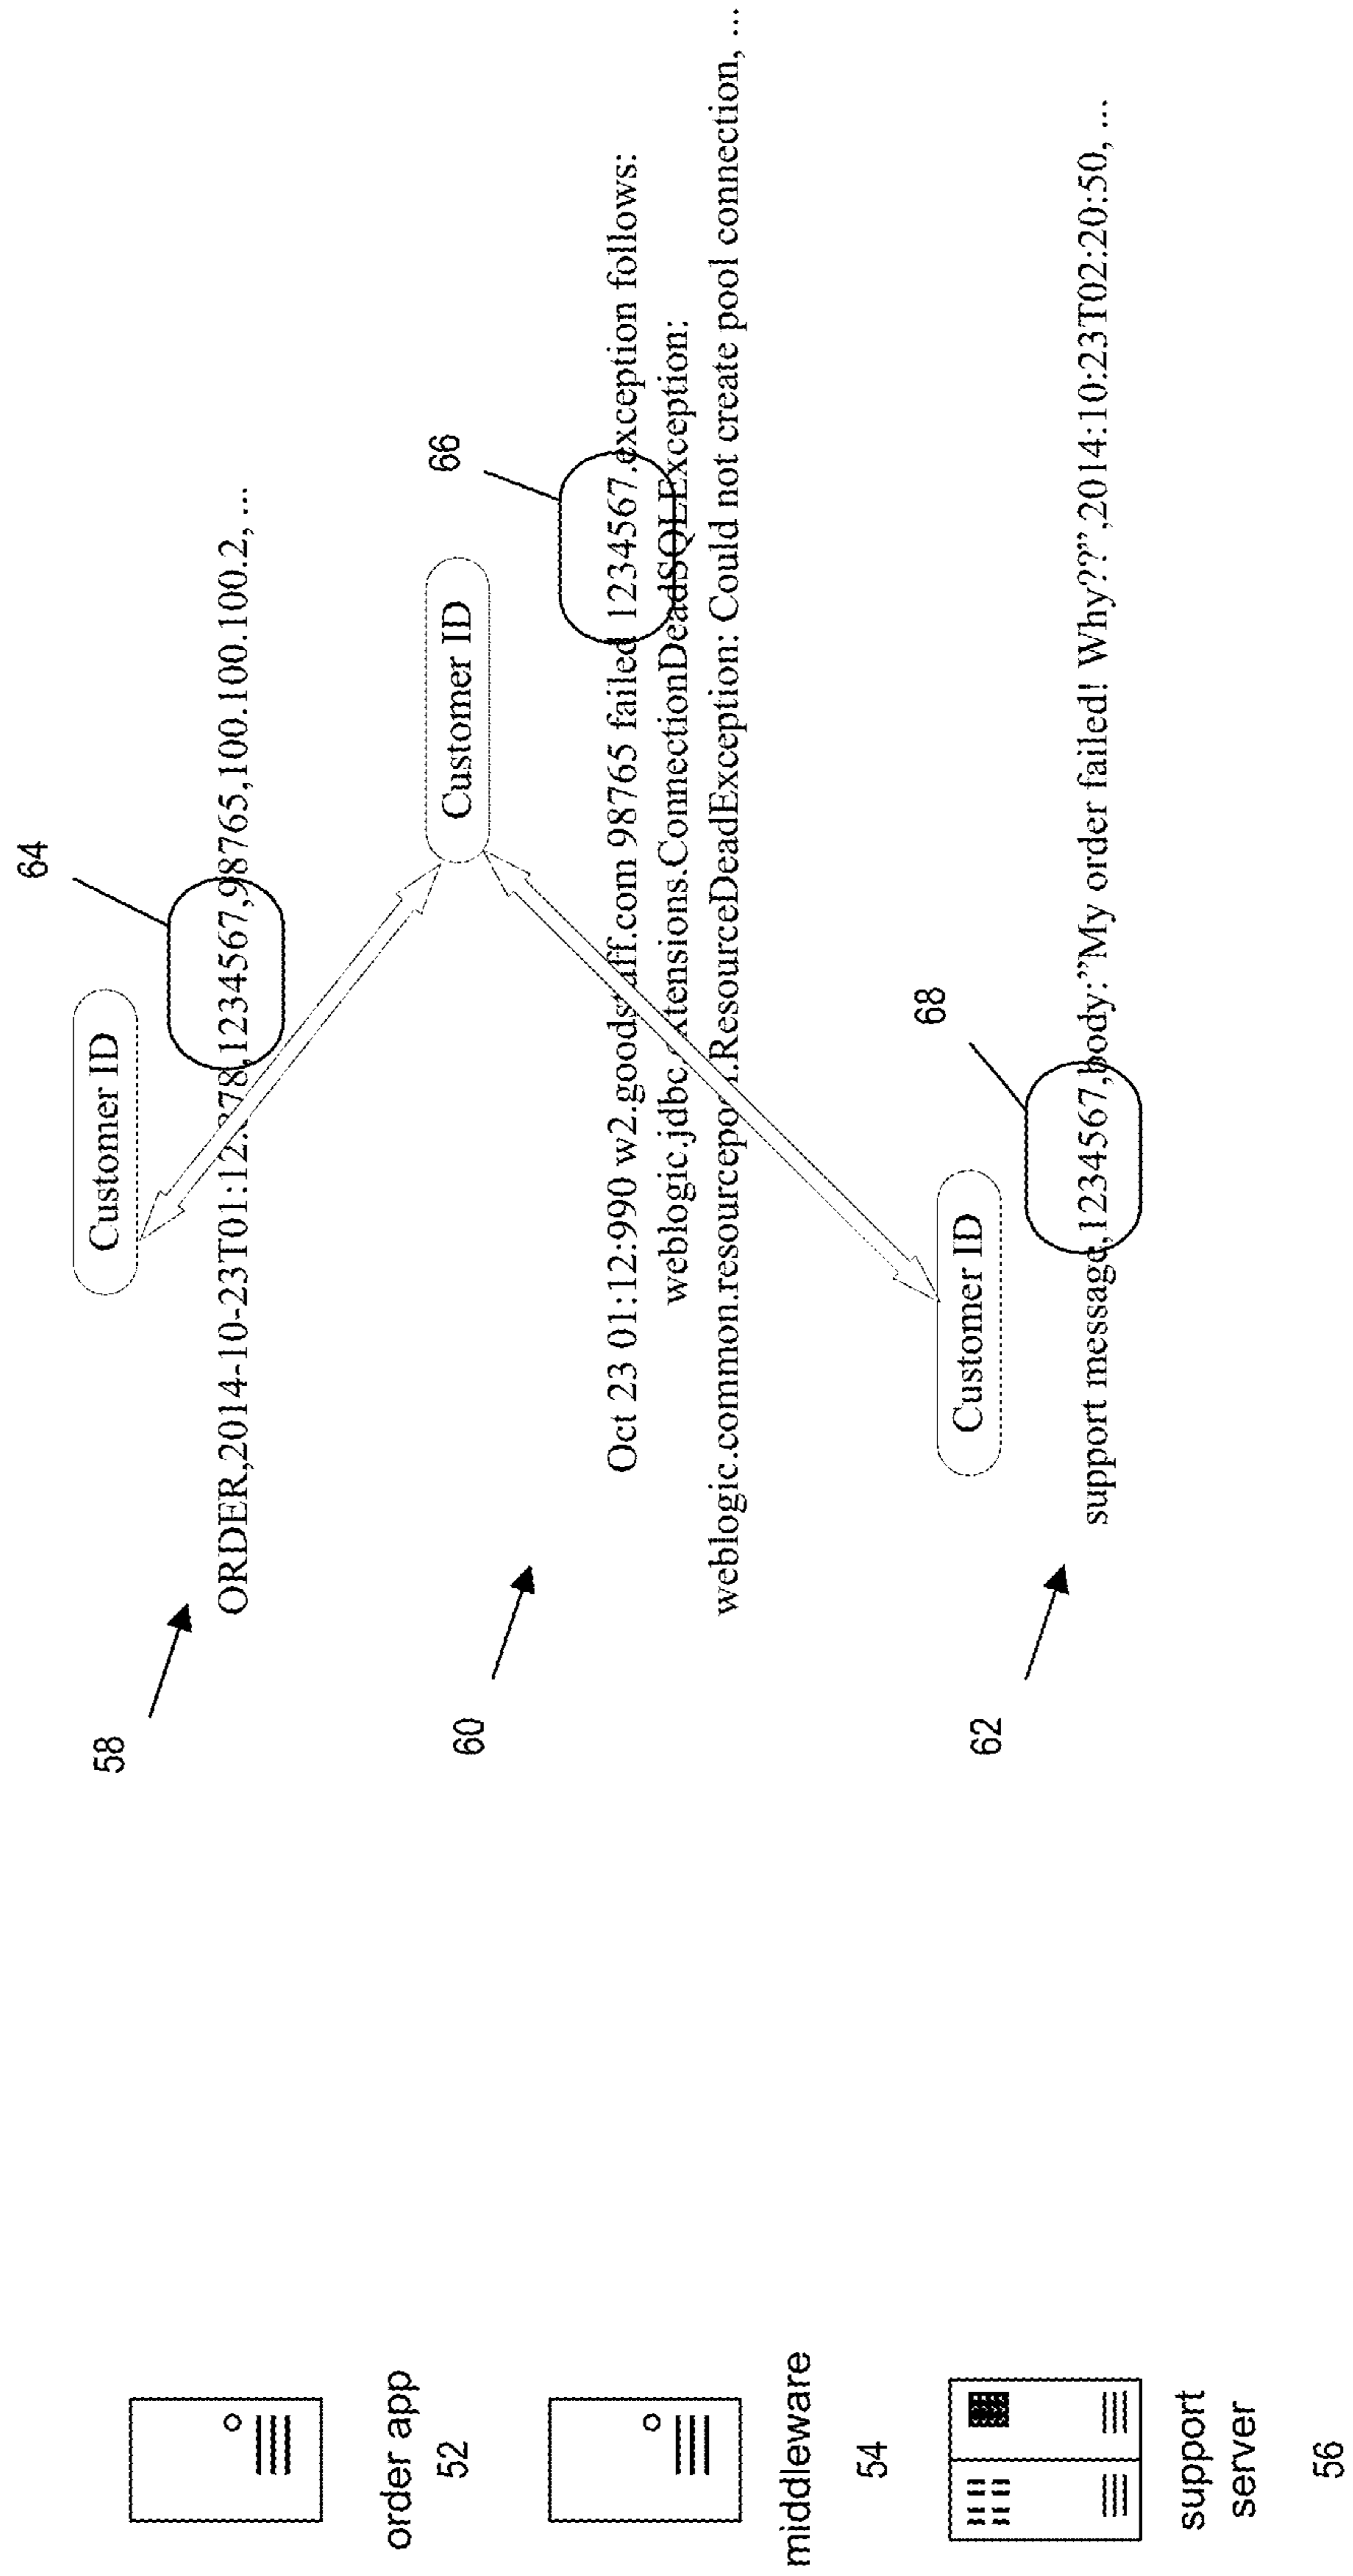 order app
52
middleware
54
support
server
56
58
Customer ID
64
ORDER,2014-10-23T01:12:878,1234567,98765,100.100.100.2, ...
60
Customer ID
66
Oct 23 01:12:990 w2.goodstuff.com 98765 failed 1234567.exception follows:
weblogic.jdbc.extensions.ConnectionDeadSQLException:
weblogic.common.resourcepool.ResourceDeadException: Could not create pool connection, ...
62
Customer ID
68
support message,1234567,body:”My order failed! Why??”,2014:10:23T02:20:50, ...